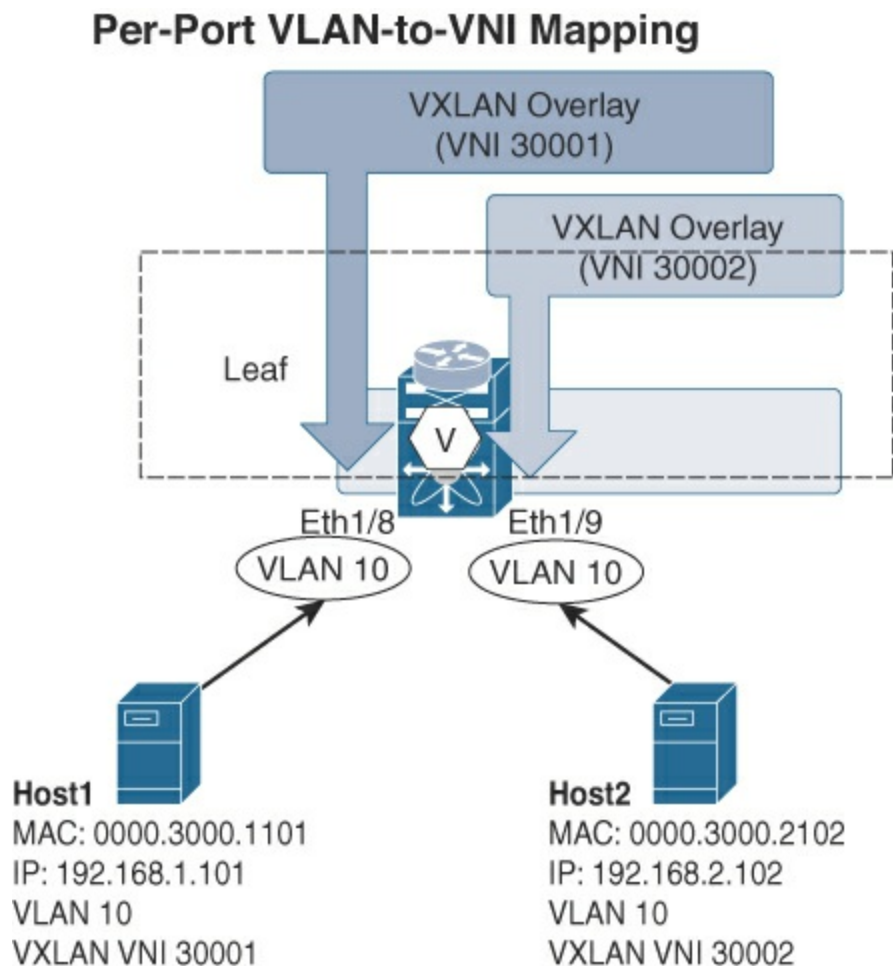 Per-Port VLAN-to-VNI Mapping
VXLAN Overlay
(VNI 30001)
VXLAN Overlay
(VNI 30002)
Leaf
V
Eth1/8
Eth1/9
VLAN 10
VLAN 10
Host1
MAC: 0000.3000.1101
IP: 192.168.1.101
VLAN 10
VXLAN VNI 30001
Host2
MAC: 0000.3000.2102
IP: 192.168.2.102
VLAN 10
VXLAN VNI 30002